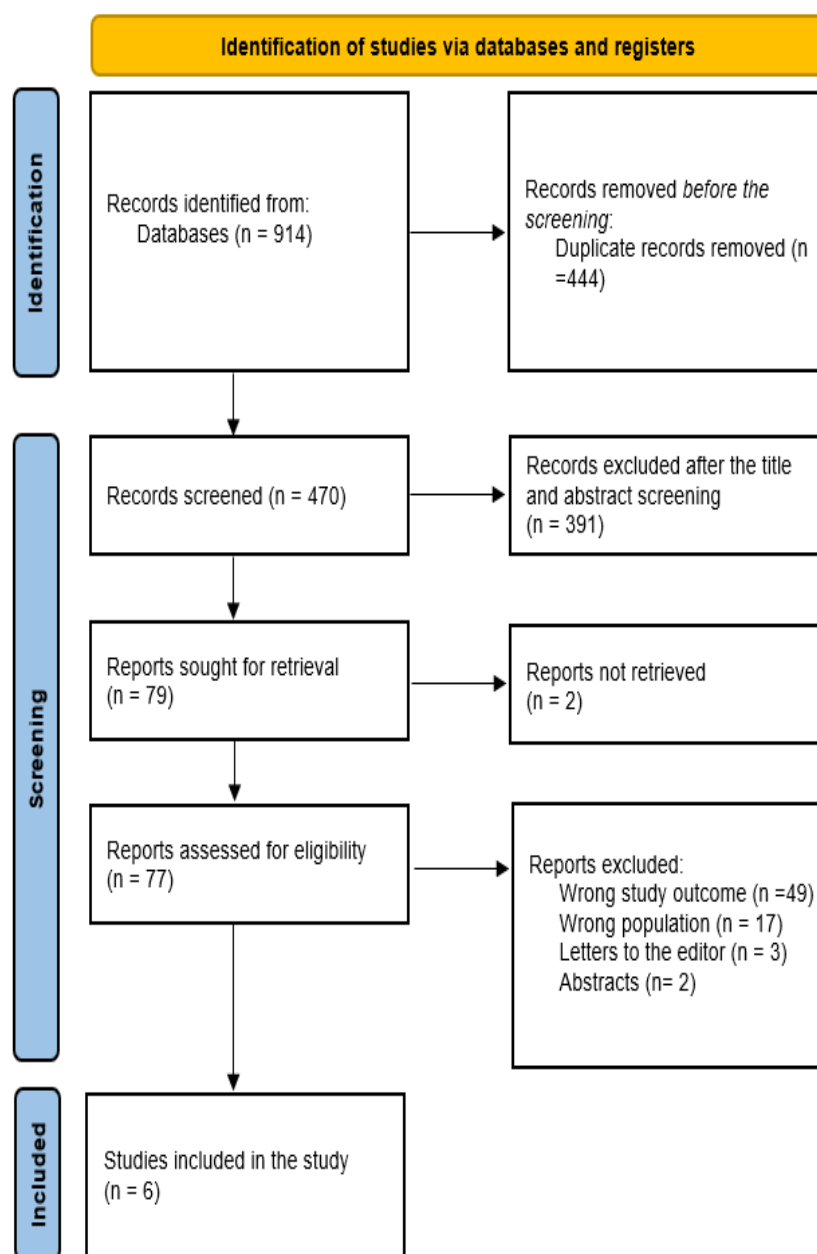 Identification of studies via databases and registers
Identification
Records identified from:
Databases (n = 914)
Records removed before the
screening:
Duplicate records removed (n
=444)
Screening
Records screened (n = 470)
Records excluded after the title
and abstract screening
(n = 391)
Reports sought for retrieval
(n = 79)
Reports not retrieved
(n = 2)
Reports assessed for eligibility
(n = 77)
Reports excluded:
Wrong study outcome (n =49)
Wrong population (n = 17)
Letters to the editor (n = 3)
Abstracts (n= 2)
Included
Studies included in the study
(n = 6)